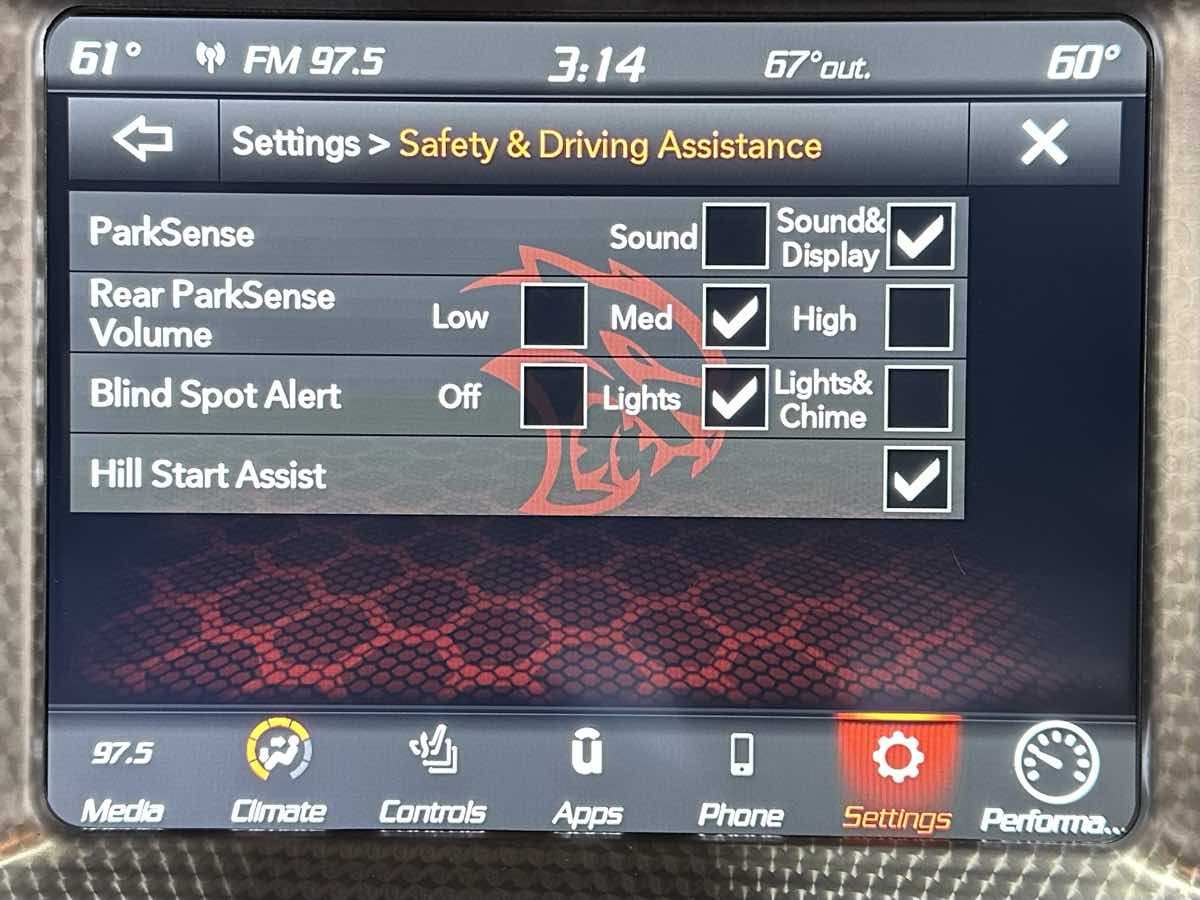 61° FM 97.5 3:14 67°out. 60°
Settings > Safety & Driving Assistance
ParkSense Sound Sound&
Display
Rear ParkSense
Volume Low Med High
Blind Spot Alert Off Lights Lights&
Chime
Hill Start Assist
97.5
Media Climate Controls Apps Phone Settings Performa...